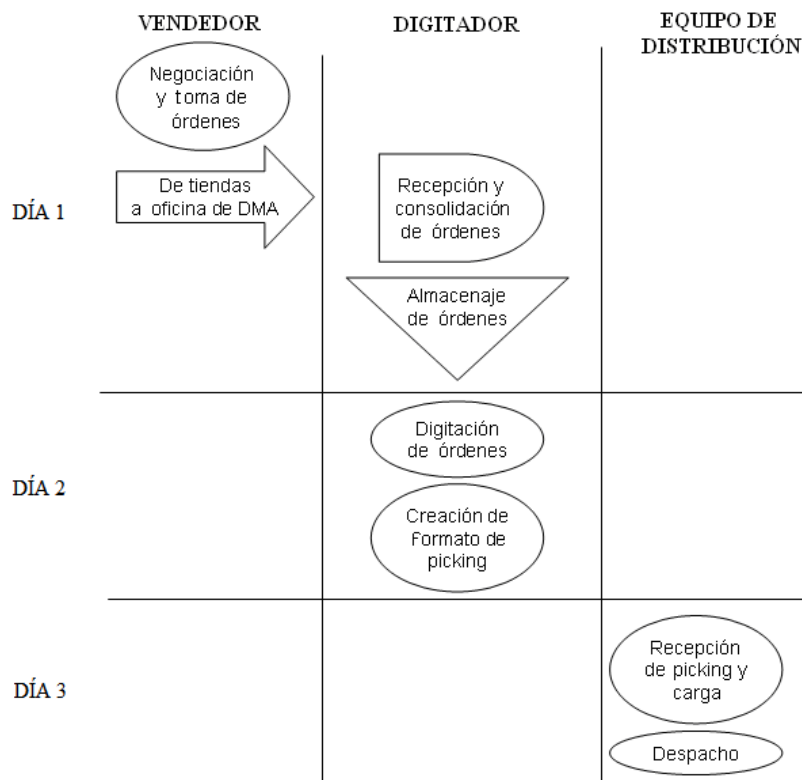 VENDEDOR
DIGITADOR
EQUIPO DE
DISTRIBUCIÓN
DÍA 1
Negociación
y toma de
órdenes
De tiendas
a oficina de DMA
Recepción y
consolidación
de órdenes
Almacenaje
de órdenes
DÍA 2
Digitación
de órdenes
Creación de
Formato de
picking
DÍA 3
Recepción
de picking y
carga
Despacho